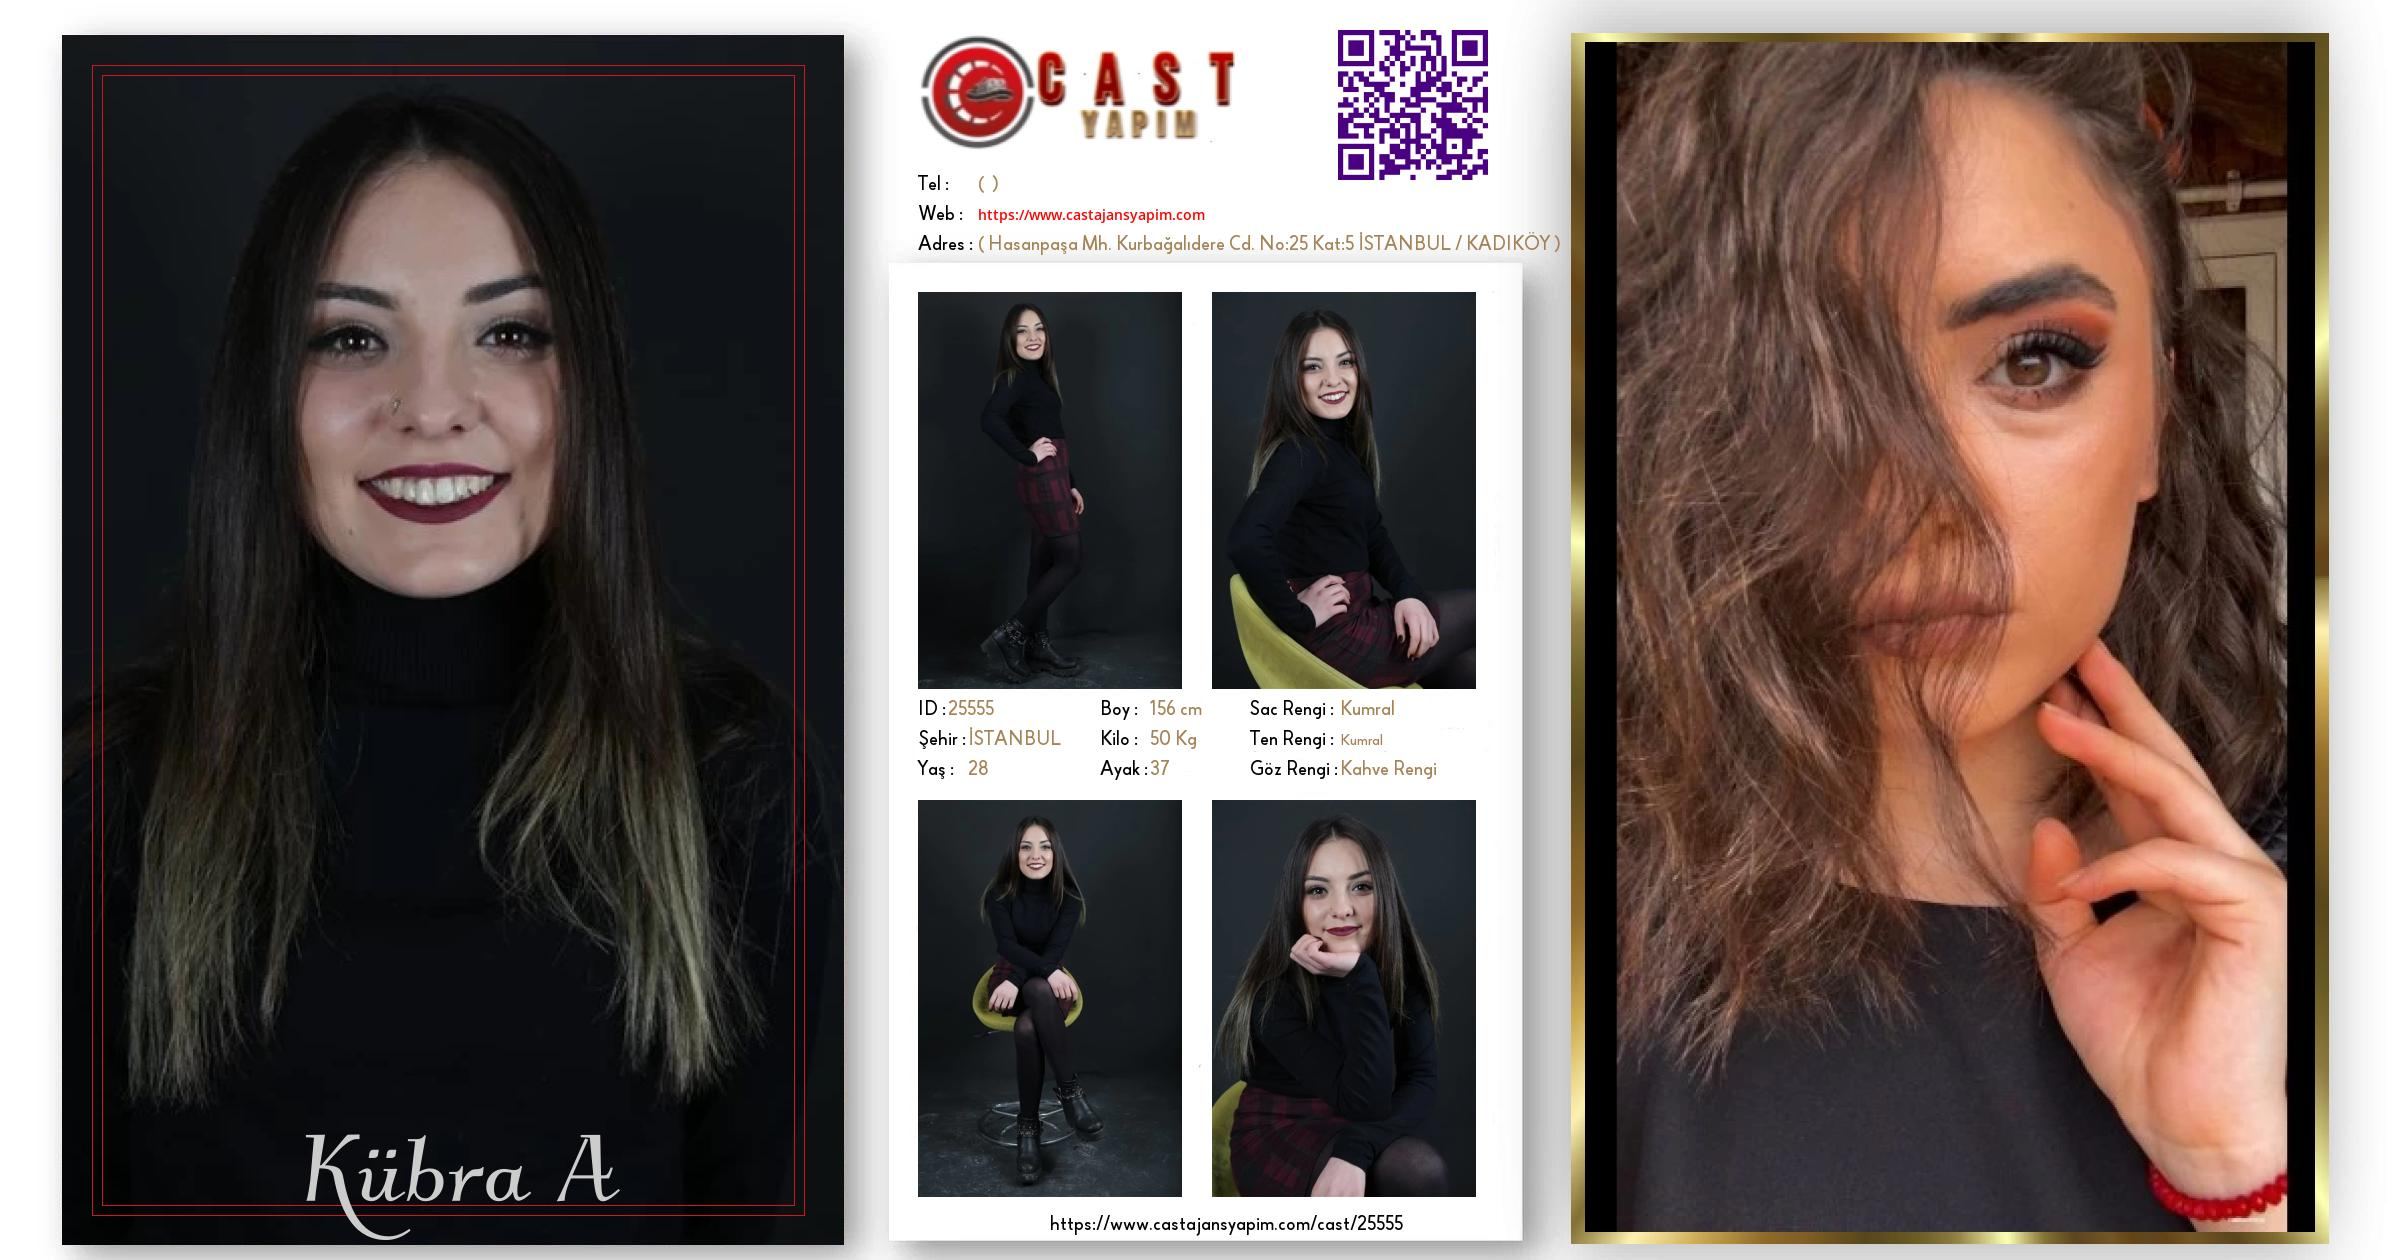 Kübra A
CAST
YAPIM
Tel : ( )
Web : https://www.castajansyapim.com
Adres : ( Hasanpaşa Mh. Kurbağalıdere Cd. No:25 Kat:5 İSTANBUL / KADIKÖY )
ID : 25555 Boy : 156 cm Sac Rengi : Kumral
Şehir : İSTANBUL Kilo : 50 Kg Ten Rengi : Kumral
Yaş : 28 Ayak : 37 Göz Rengi : Kahve Rengi
https://www.castajansyapim.com/cast/25555